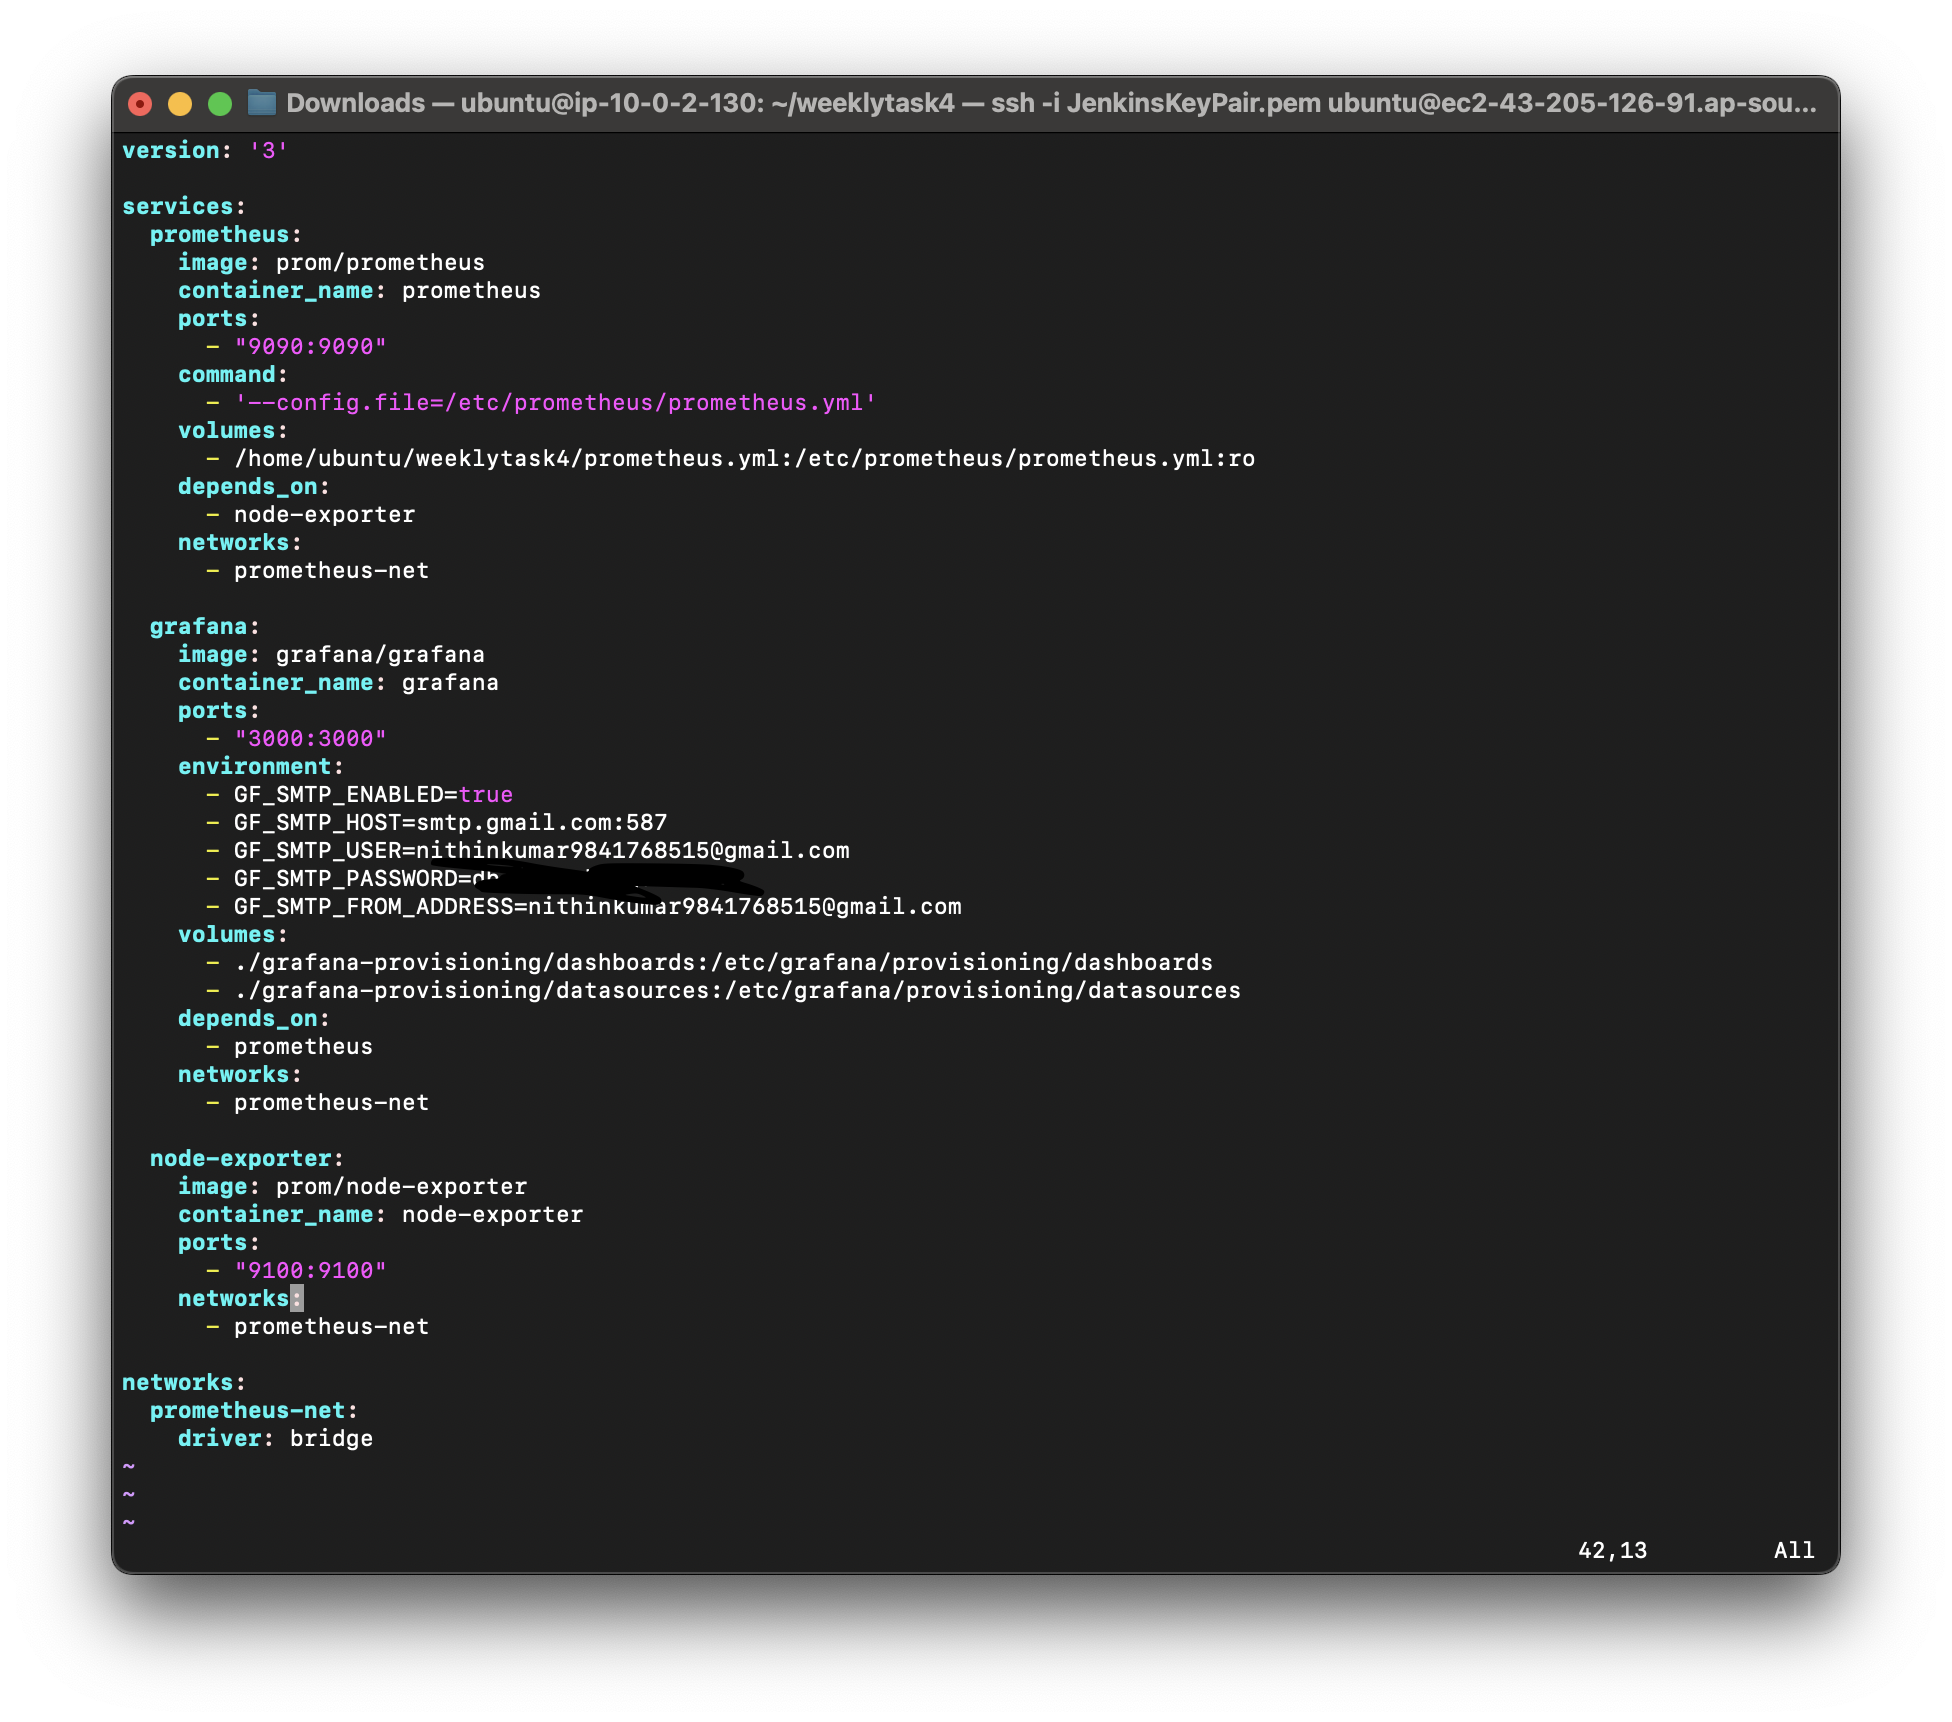 Downloads — ubuntu@ip-10-0-2-130: ~/weeklytask4 — ssh -i JenkinsKeyPair.pem ubuntu@ec2-43-205-126-91.ap-sou...
version: '3'
services:
  prometheus:
    image: prom/prometheus
    container_name: prometheus
    ports:
      - "9090:9090"
    command:
      - '--config.file=/etc/prometheus/prometheus.yml'
    volumes:
      - /home/ubuntu/weeklytask4/prometheus.yml:/etc/prometheus/prometheus.yml:ro
    depends_on:
      - node-exporter
    networks:
      - prometheus-net
  grafana:
    image: grafana/grafana
    container_name: grafana
    ports:
      - "3000:3000"
    environment:
      - GF_SMTP_ENABLED=true
      - GF_SMTP_HOST=smtp.gmail.com:587
      - GF_SMTP_USER=nithinkumar9841768515@gmail.com
      - GF_SMTP_PASSWORD=
      - GF_SMTP_FROM_ADDRESS=nithinkumar9841768515@gmail.com
    volumes:
      - ./grafana-provisioning/dashboards:/etc/grafana/provisioning/dashboards
      - ./grafana-provisioning/datasources:/etc/grafana/provisioning/datasources
    depends_on:
      - prometheus
    networks:
      - prometheus-net
  node-exporter:
    image: prom/node-exporter
    container_name: node-exporter
    ports:
      - "9100:9100"
    networks:
      - prometheus-net
networks:
  prometheus-net:
    driver: bridge
~
~
~
42,13 All